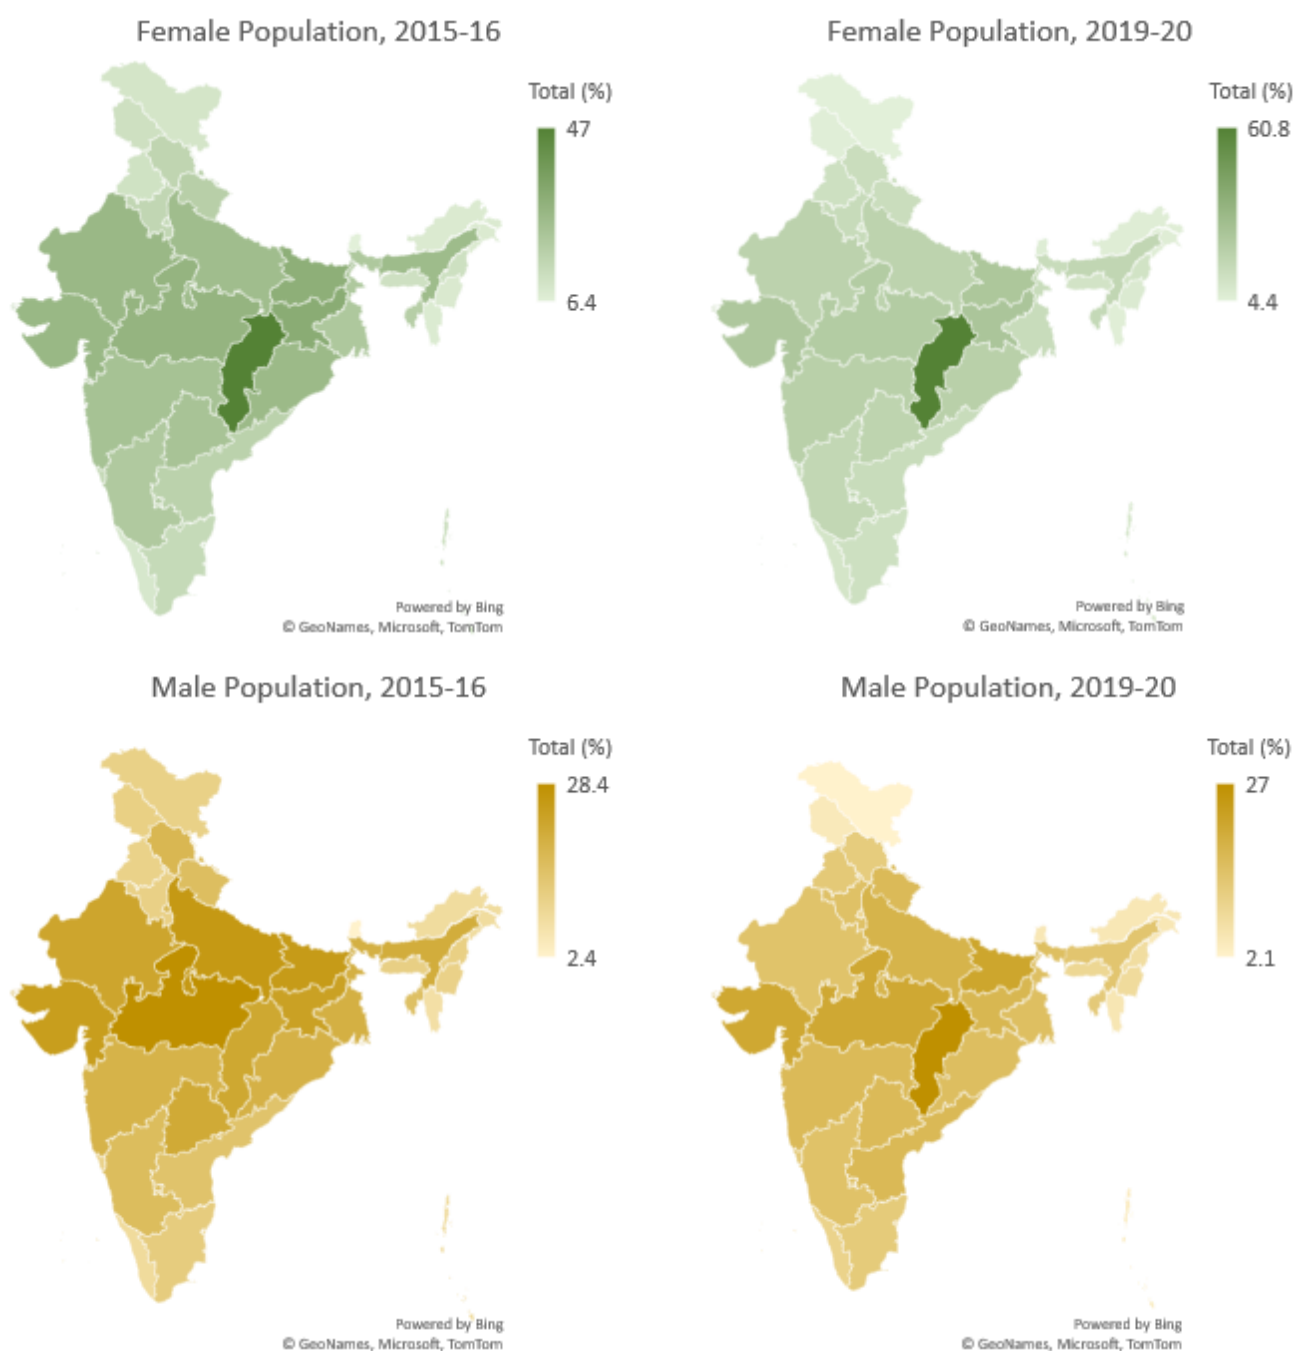 Female Population, 2015-16
Total (%)
47
6.4
Powered by Bing
© GeoNames, Microsoft, TomTom
Female Population, 2019-20
Total (%)
60.8
4.4
Powered by Bing
© GeoNames, Microsoft, TomTom
Male Population, 2015-16
Total (%)
28.4
2.4
Powered by Bing
© GeoNames, Microsoft, TomTom
Male Population, 2019-20
Total (%)
27
2.1
Powered by Bing
© GeoNames, Microsoft, TomTom